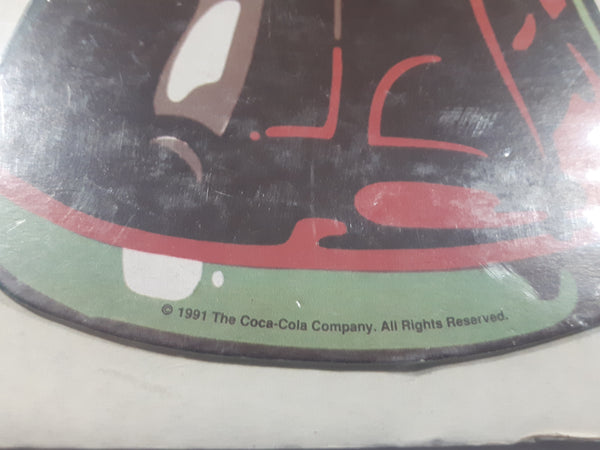 © 1991 The Coca-Cola Company. All Rights Reserved.